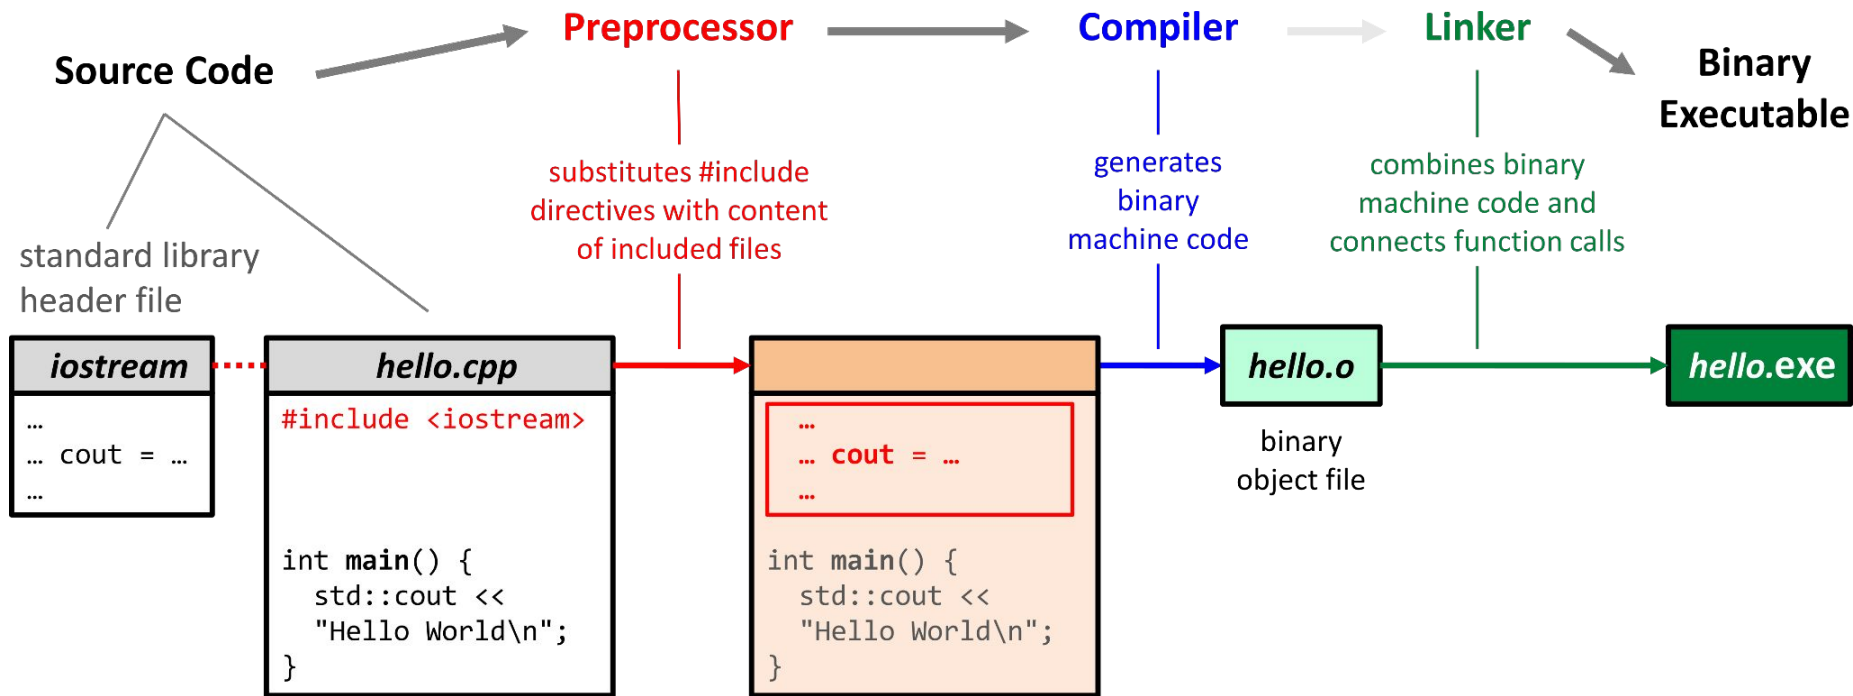 Source Code
Preprocessor
Compiler
Linker
Binary
Executable
substitutes #include
directives with content
of included files
generates
binary
machine code
combines binary
machine code and
connects function calls
standard library
header file
iostream
…
… cout = …
…
hello.cpp
#include <iostream>
int main() {
  std::cout <<
  "Hello World\n";
}
…
… cout = …
…
int main() {
  std::cout <<
  "Hello World\n";
}
hello.o
binary
object file
hello.exe